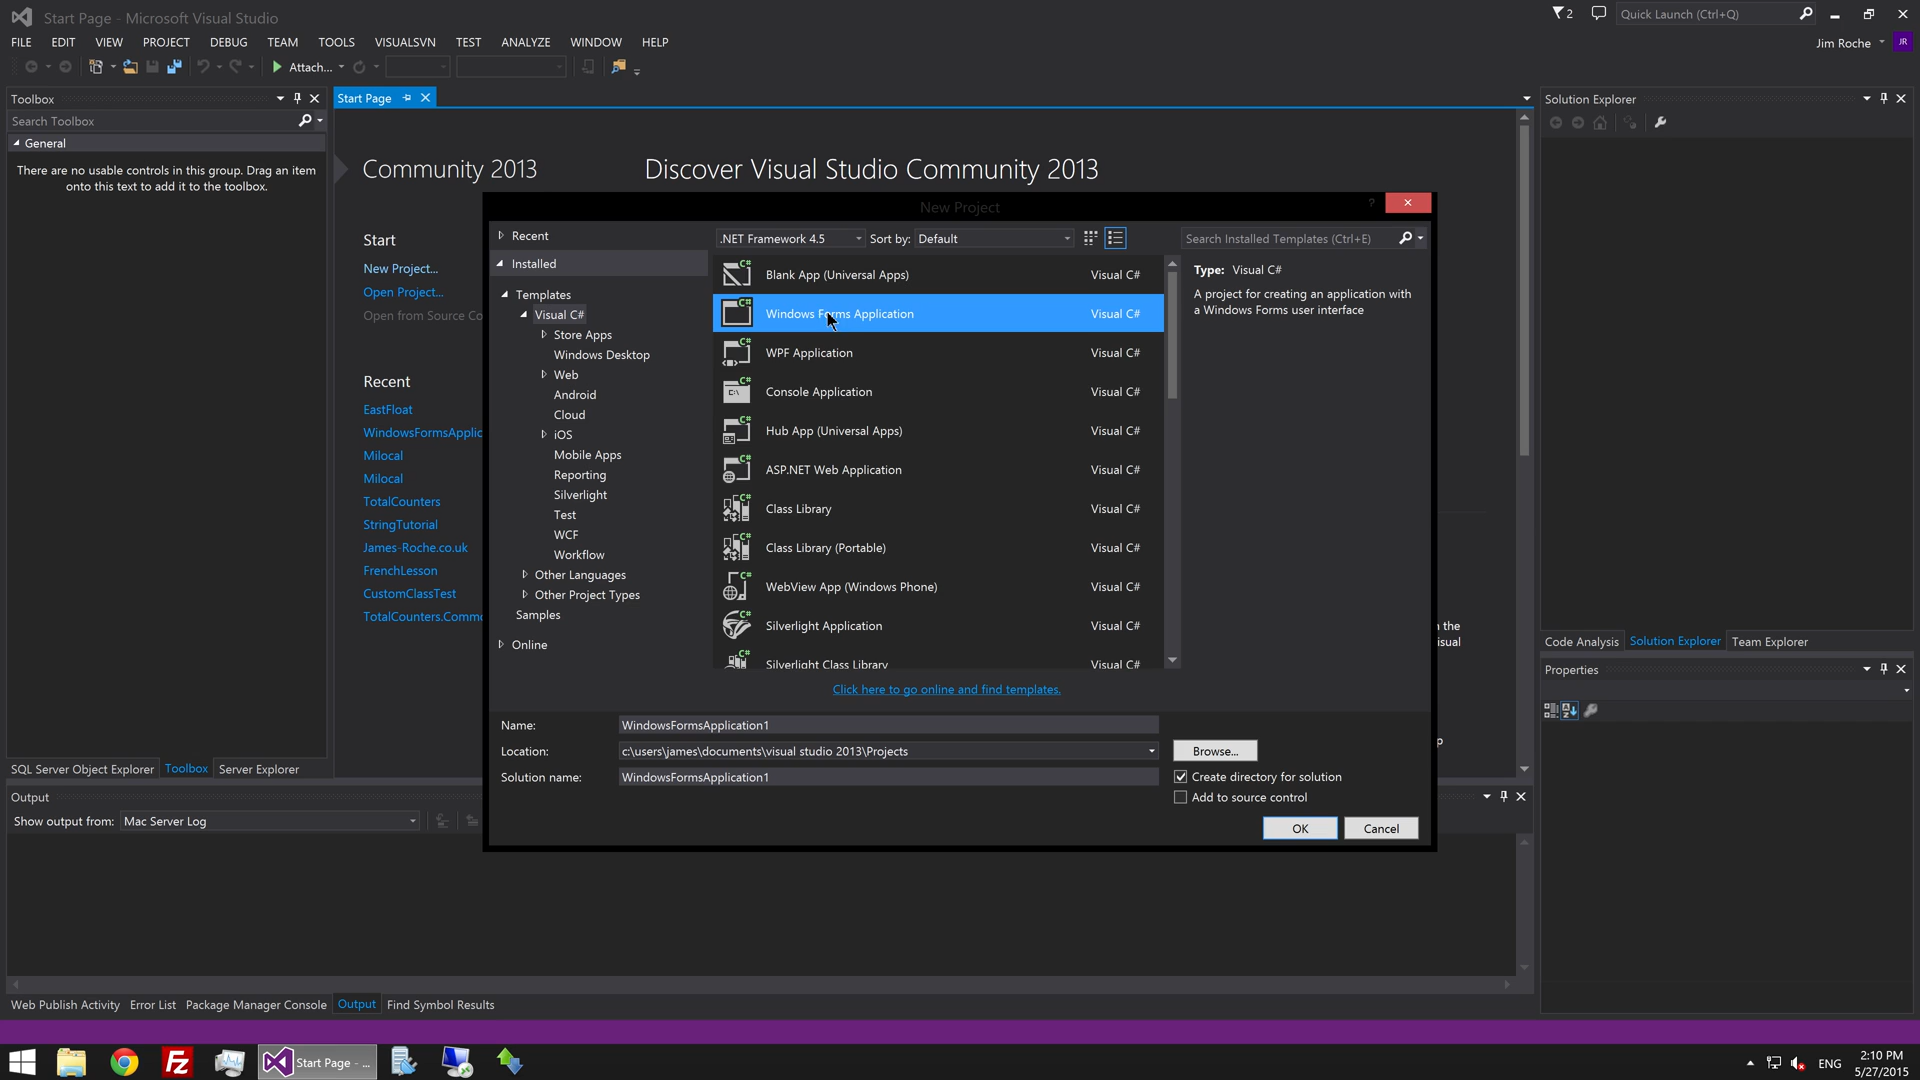 Start Page - Microsoft Visual Studio
2
Quick Launch (Ctrl+Q)
FILE EDIT VIEW PROJECT DEBUG TEAM TOOLS VISUALSVN TEST ANALYZE WINDOW HELP
Jim Roche
JR
Attach...
Toolbox
Search Toolbox
General
There are no usable controls in this group. Drag an item
onto this text to add it to the toolbox.
SQL Server Object Explorer Toolbox Server Explorer
Start Page
Community 2013
Discover Visual Studio Community 2013
Start
New Project...
Open Project...
Open from Source Co
Recent
EastFloat
WindowsFormsApplic
Milocal
Milocal
TotalCounters
StringTutorial
James-Roche.co.uk
FrenchLesson
CustomClassTest
TotalCounters.Commo
New Project
?
Recent
Installed
Templates
Visual C#
Store Apps
Windows Desktop
Web
Android
Cloud
iOS
Mobile Apps
Reporting
Silverlight
Test
WCF
Workflow
Other Languages
Other Project Types
Samples
Online
.NET Framework 4.5 Sort by: Default
Search Installed Templates (Ctrl+E)
C# Blank App (Universal Apps) Visual C#
C# Windows Forms Application Visual C#
C# WPF Application Visual C#
C# Console Application Visual C#
C# Hub App (Universal Apps) Visual C#
C# ASP.NET Web Application Visual C#
C# Class Library Visual C#
C# Class Library (Portable) Visual C#
C# WebView App (Windows Phone) Visual C#
C# Silverlight Application Visual C#
C# Silverlight Class Library Visual C#
Type: Visual C#
A project for creating an application with
a Windows Forms user interface
Click here to go online and find templates.
Name: WindowsFormsApplication1
Location: c:\users\james\documents\visual studio 2013\Projects
Browse...
Solution name: WindowsFormsApplication1
Create directory for solution
Add to source control
OK Cancel
the
isual
p
Solution Explorer
Code Analysis Solution Explorer Team Explorer
Properties
Output
Show output from: Mac Server Log
Web Publish Activity Error List Package Manager Console Output Find Symbol Results
Start Page - ...
ENG
2:10 PM
5/27/2015